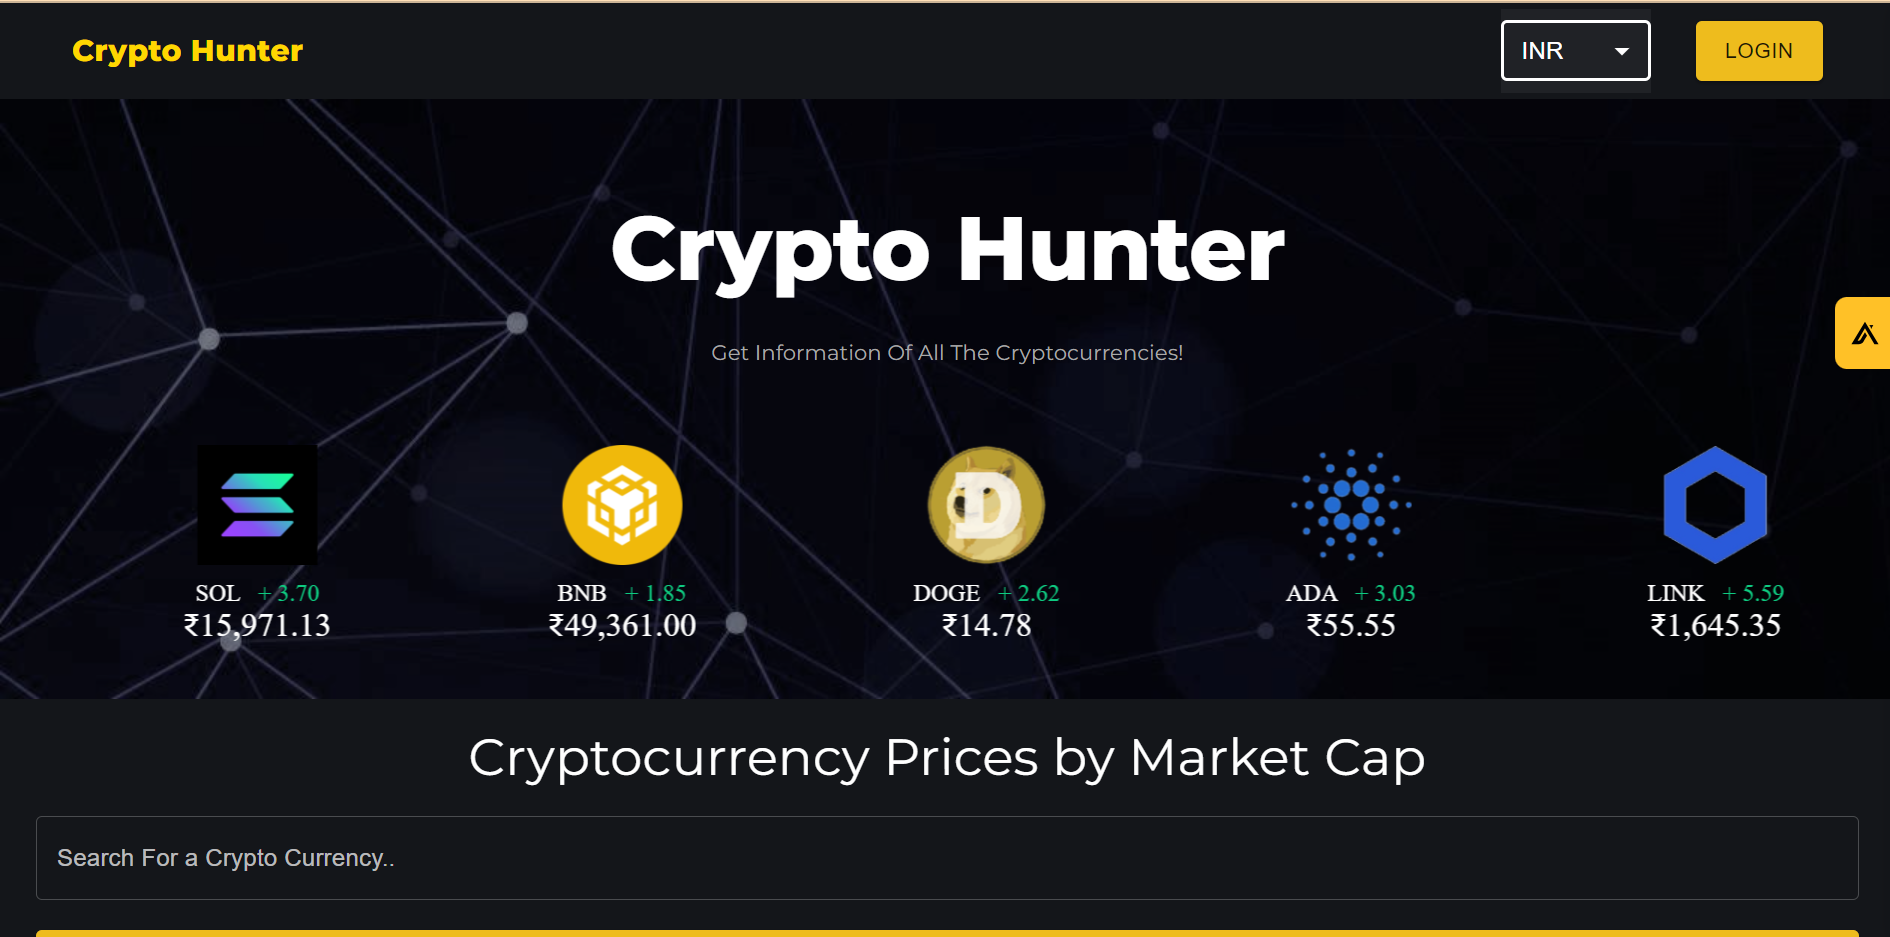 Crypto Hunter
INR
LOGIN
Crypto Hunter
Get Information Of All The Cryptocurrencies!
SOL + 3.70
₹15,971.13
BNB + 1.85
₹49,361.00
DOGE + 2.62
₹14.78
ADA + 3.03
₹55.55
LINK + 5.59
₹1,645.35
Cryptocurrency Prices by Market Cap
Search For a Crypto Currency..